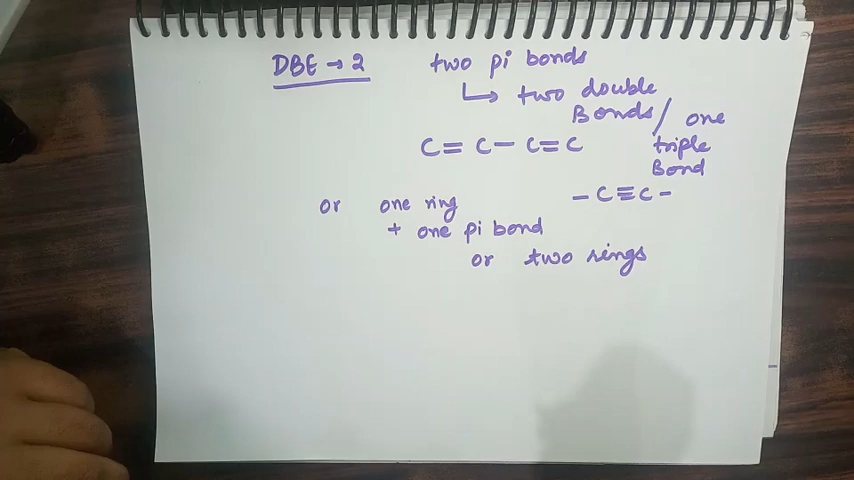 DBE → 2 two pi bonds
↳ two double
Bonds / one
triple
Bond
C = C - C = C
- C ≡ C -
or one ring
+ one pi bond
or two rings